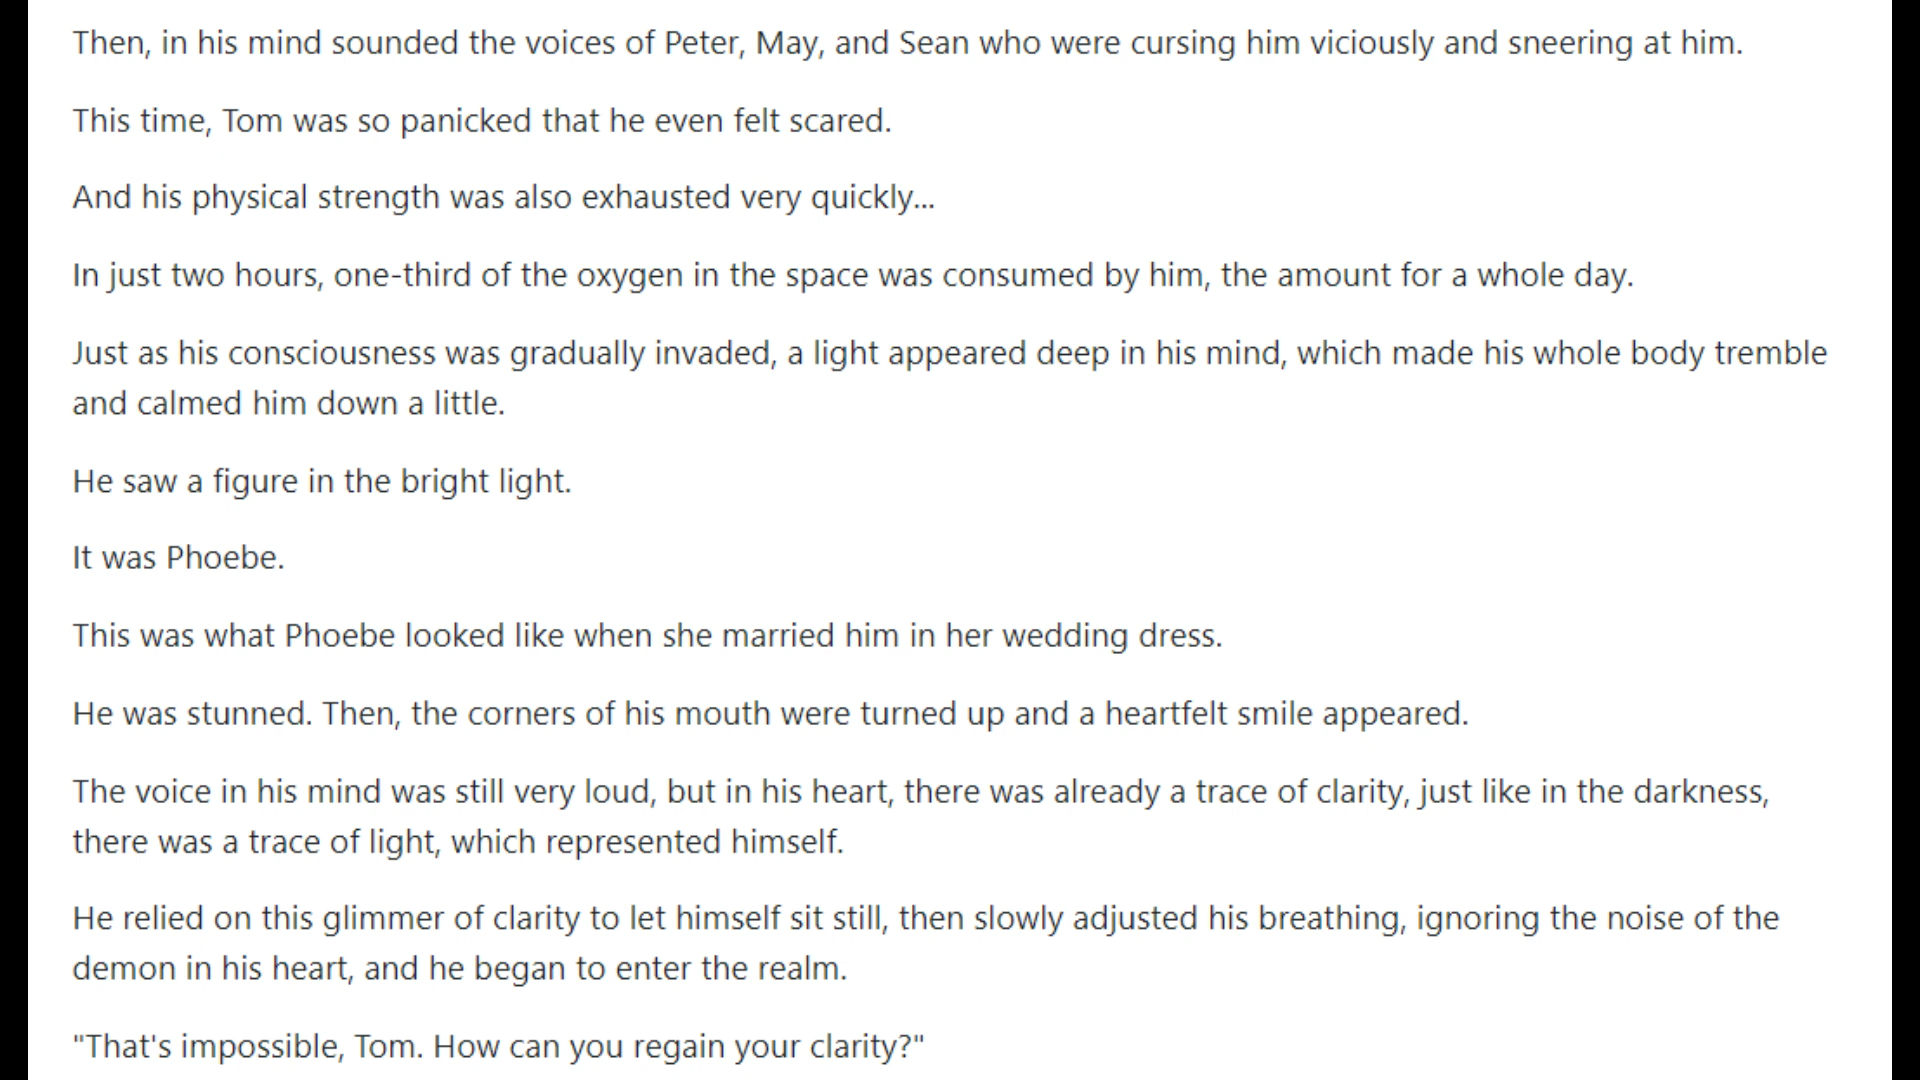 Then, in his mind sounded the voices of Peter, May, and Sean who were cursing him viciously and sneering at him.
This time, Tom was so panicked that he even felt scared.
And his physical strength was also exhausted very quickly...
In just two hours, one-third of the oxygen in the space was consumed by him, the amount for a whole day.
Just as his consciousness was gradually invaded, a light appeared deep in his mind, which made his whole body tremble
and calmed him down a little.
He saw a figure in the bright light.
It was Phoebe.
This was what Phoebe looked like when she married him in her wedding dress.
He was stunned. Then, the corners of his mouth were turned up and a heartfelt smile appeared.
The voice in his mind was still very loud, but in his heart, there was already a trace of clarity, just like in the darkness,
there was a trace of light, which represented himself.
He relied on this glimmer of clarity to let himself sit still, then slowly adjusted his breathing, ignoring the noise of the
demon in his heart, and he began to enter the realm.
"That's impossible, Tom. How can you regain your clarity?"